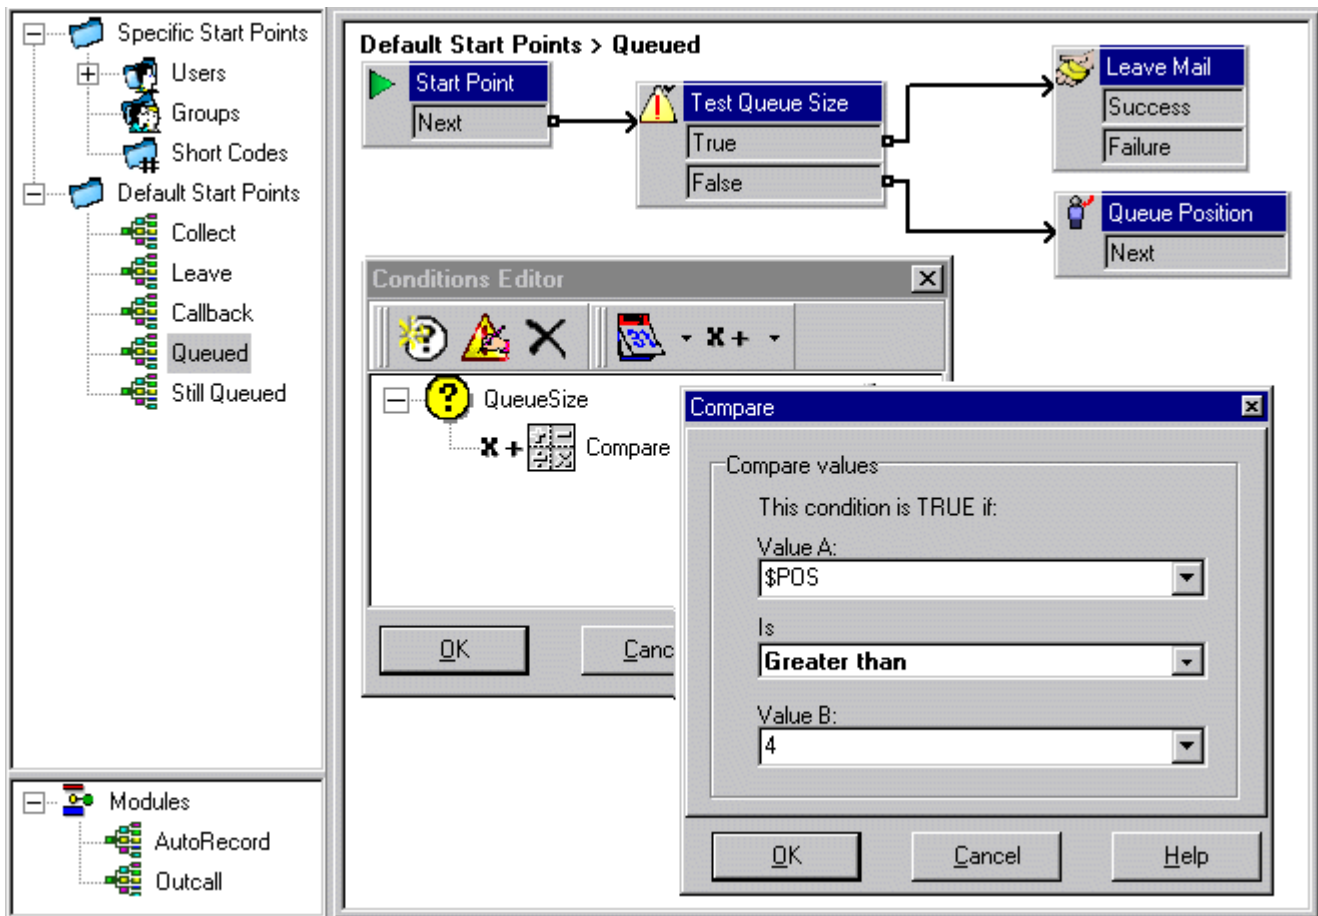 Specific Start Points
Users
Groups
Short Codes
Default Start Points
Collect
Leave
Callback
Queued
Still Queued
Modules
AutoRecord
Outcall
Default Start Points > Queued
Start Point
Next
Test Queue Size
True
False
Leave Mail
Success
Failure
Queue Position
Next
Conditions Editor
QueueSize
Compare
OK
Canc
Compare
Compare values
This condition is TRUE if:
Value A:
$POS
Is
Greater than
Value B:
4
OK
Cancel
Help